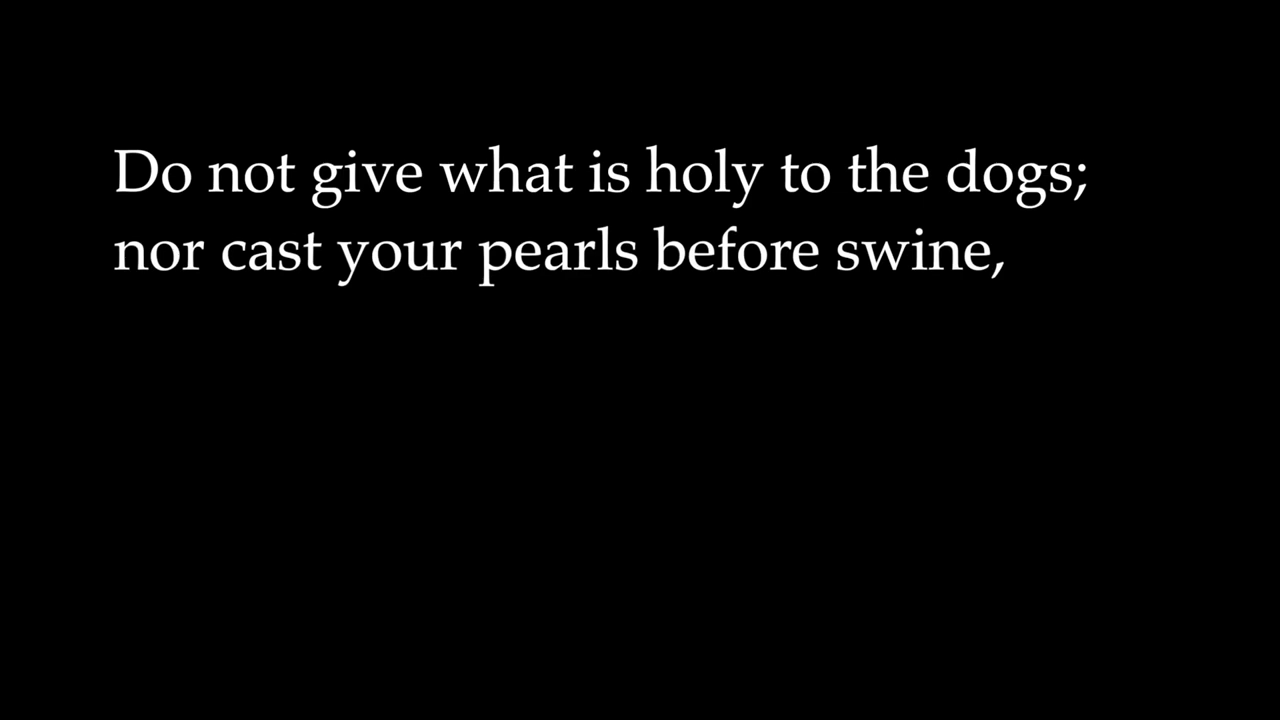 Do not give what is holy to the dogs;
nor cast your pearls before swine,